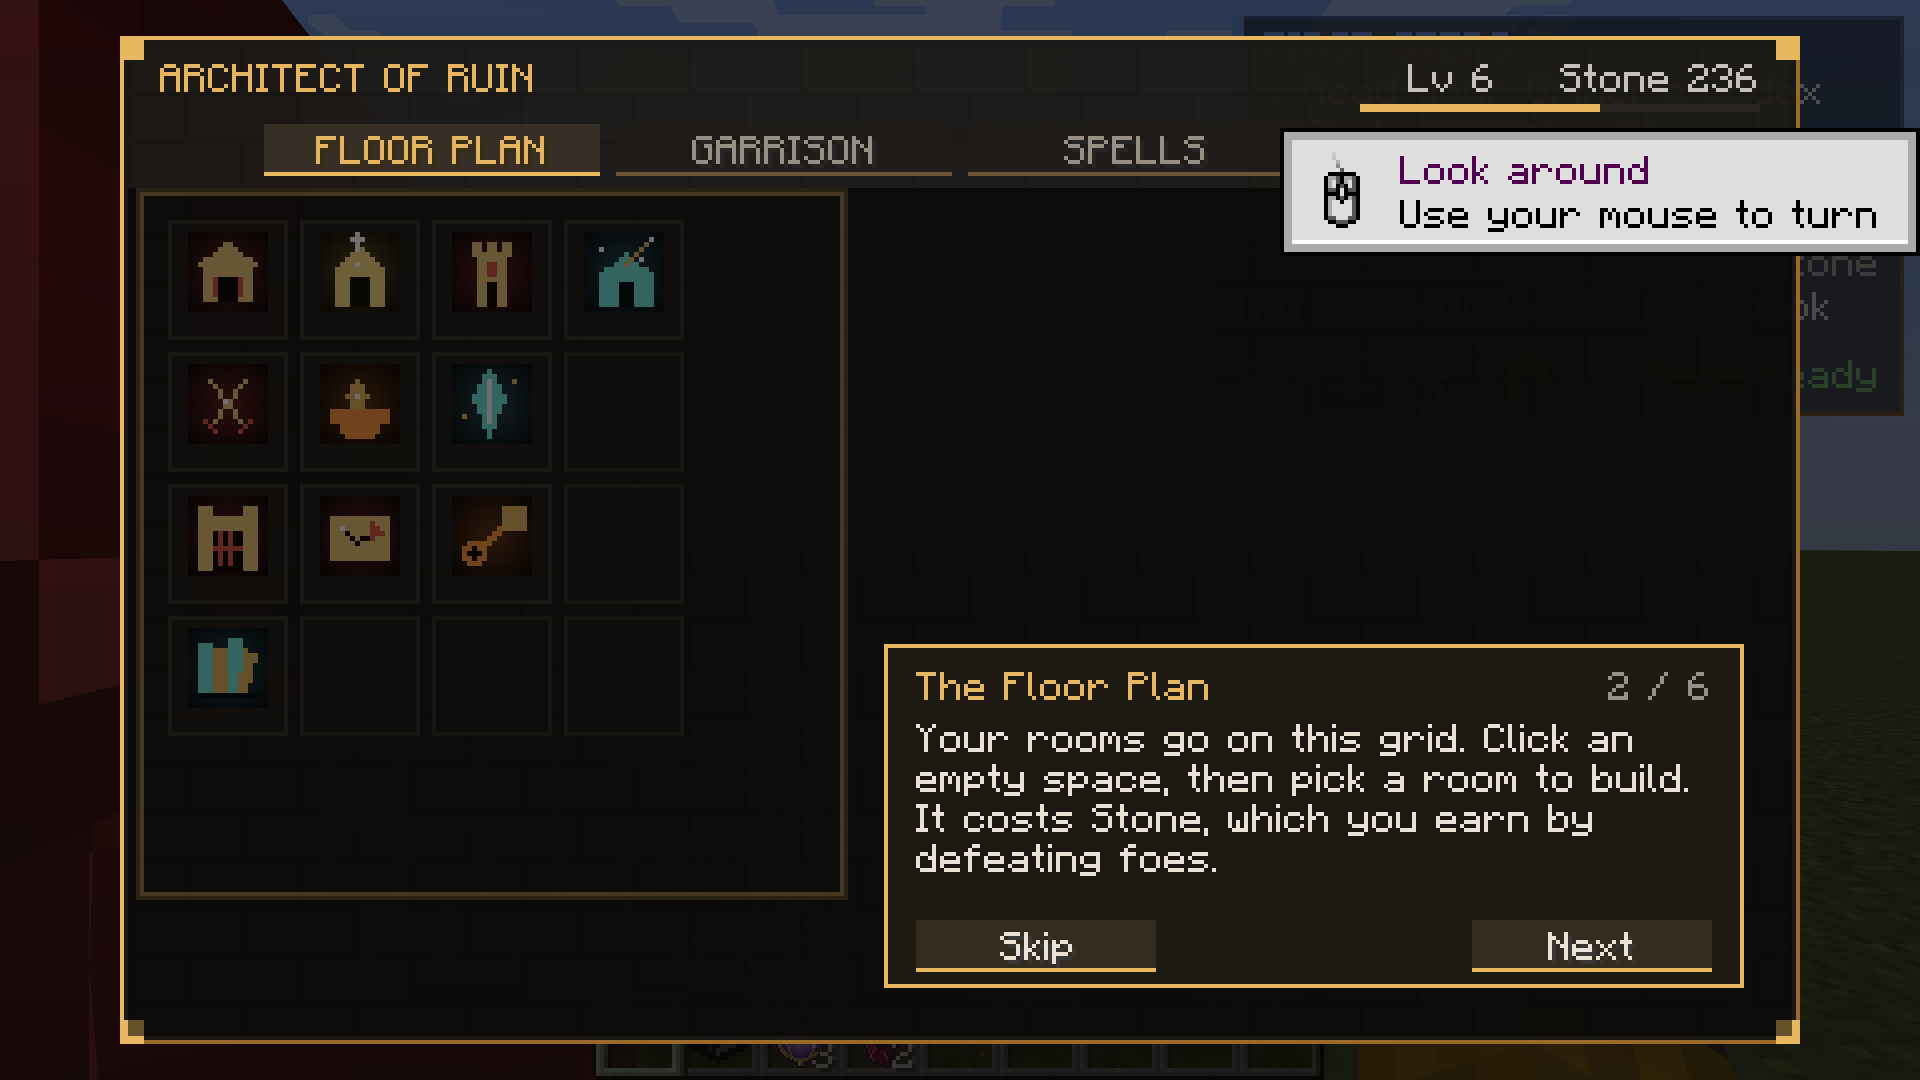 ARCHITECT OF RUIN
Lv 6 Stone 236
FLOOR PLAN GARRISON SPELLS
Look around
Use your mouse to turn
The Floor Plan 2 / 6
Your rooms go on this grid. Click an
empty space, then pick a room to build.
It costs Stone, which you earn by
defeating foes.
Skip Next
3 2